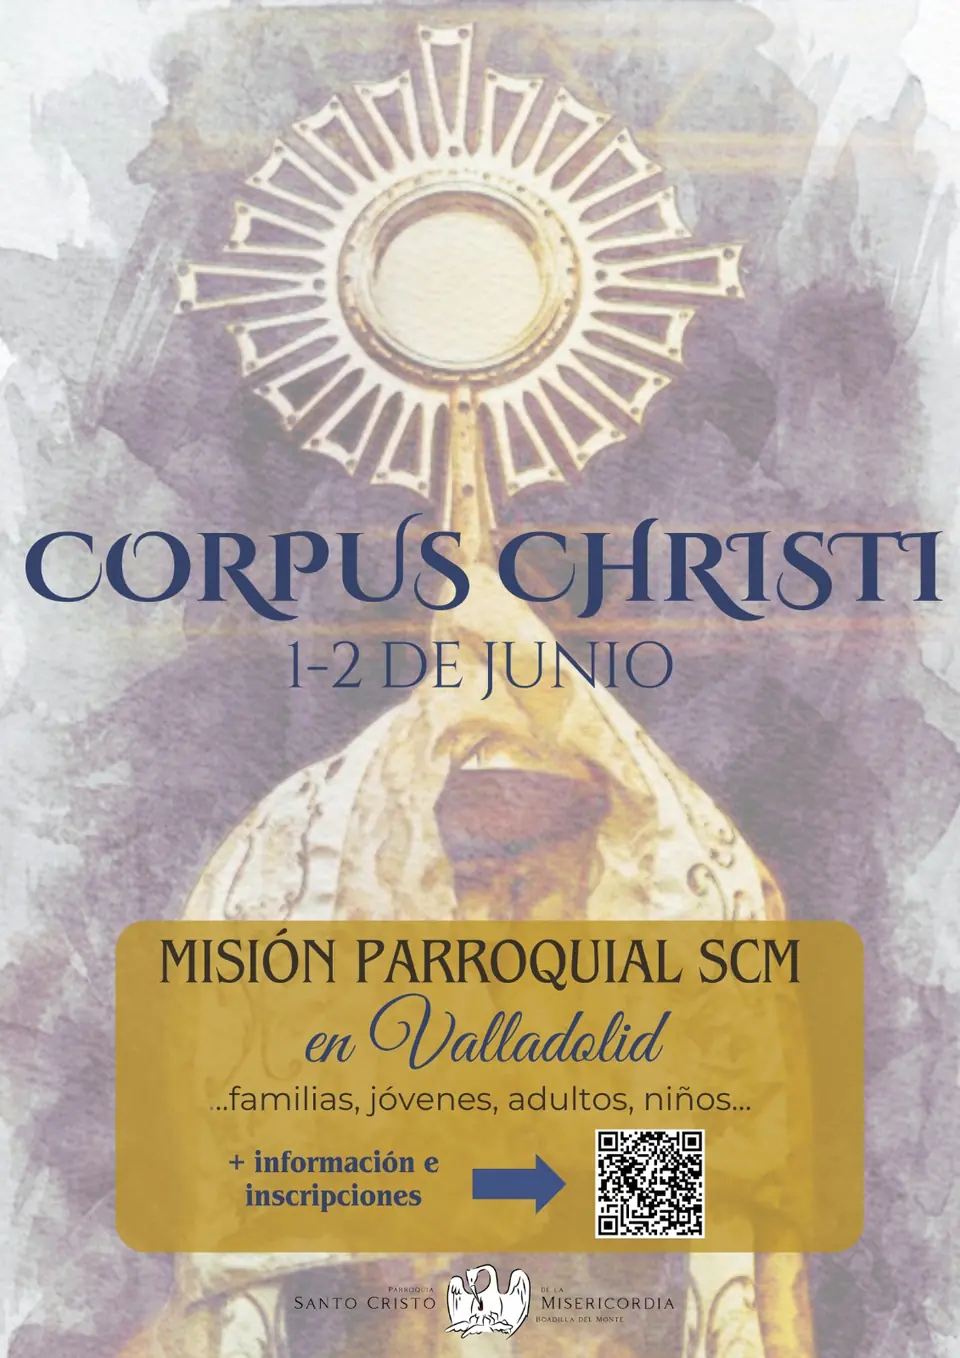 CORPUS CHRISTI
1-2 DE JUNIO
MISIÓN PARROQUIAL SCM
en Valladolid
...familias, jóvenes, adultos, niños...
+ información e
inscripciones
PARROQUIA
SANTO CRISTO
DE LA
MISERICORDIA
BOADILLA DEL MONTE